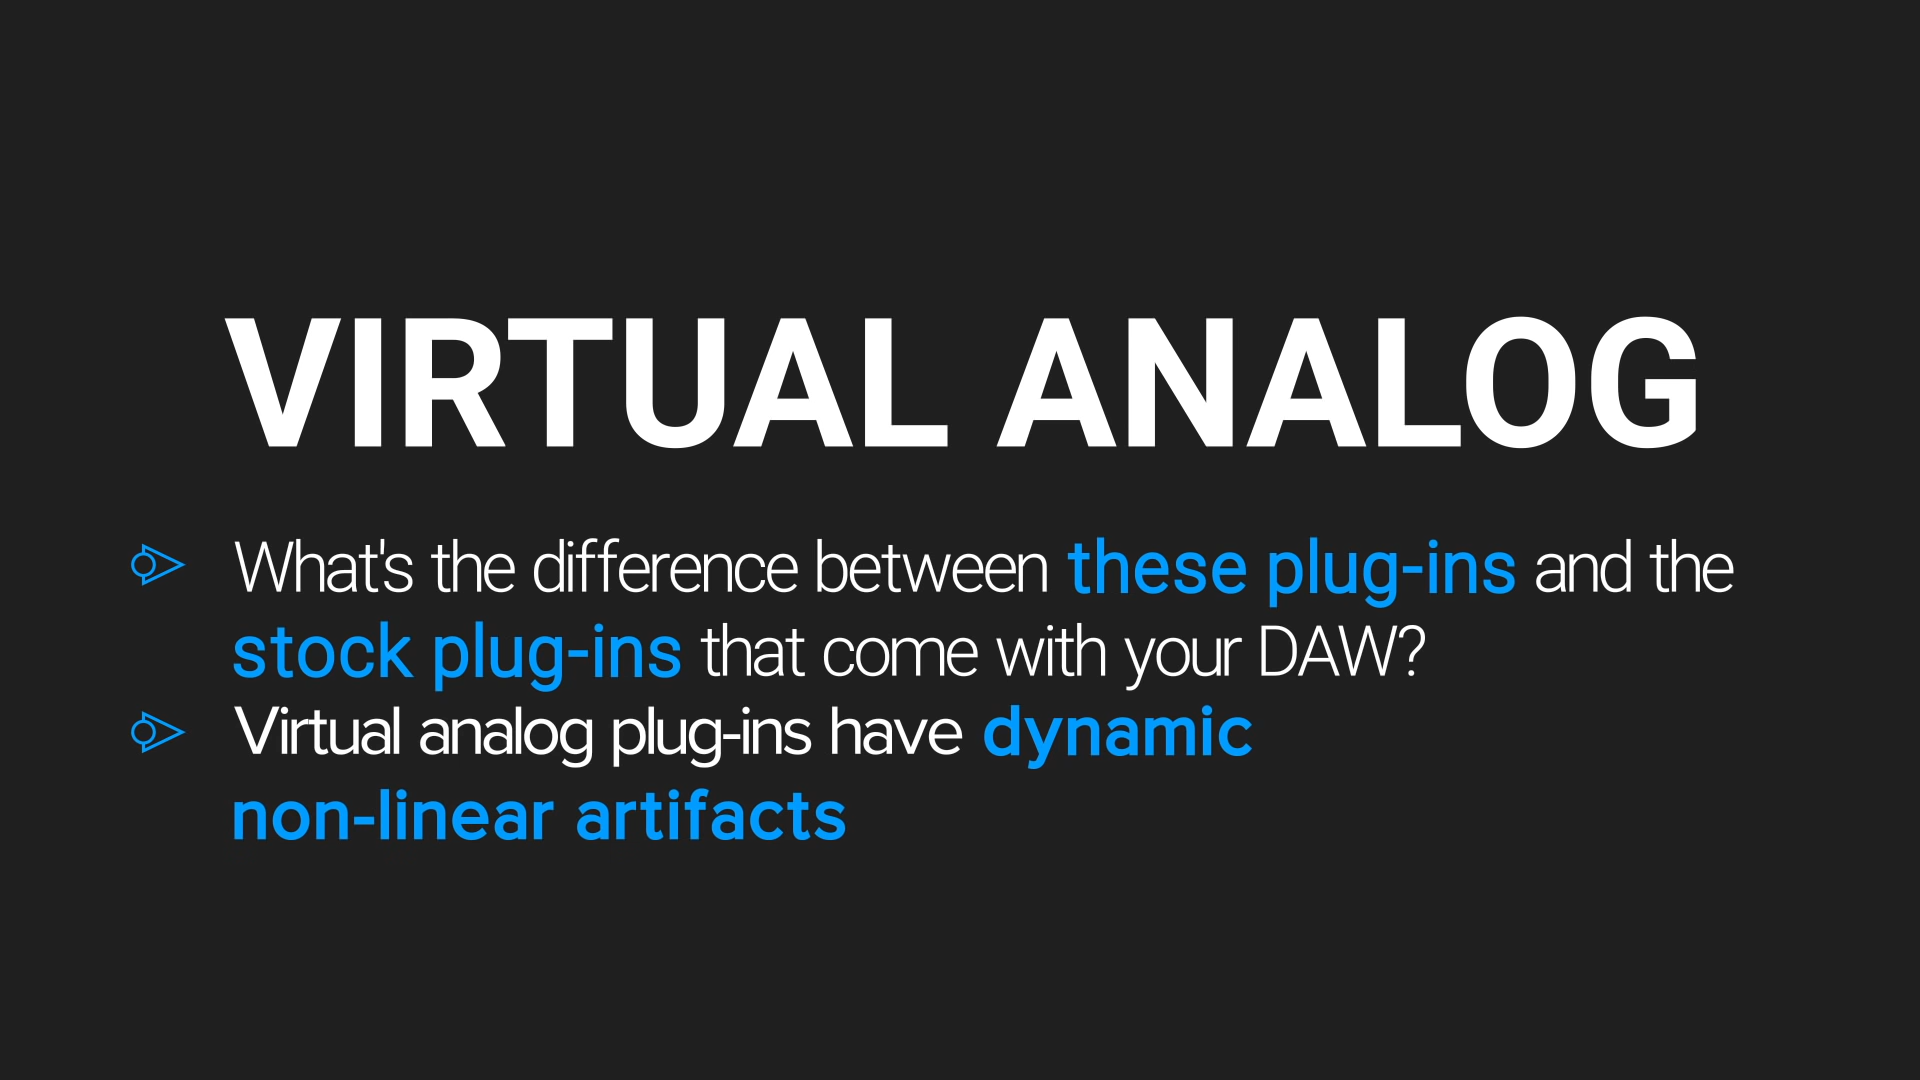 VIRTUAL ANALOG
What's the difference between these plug-ins and the
stock plug-ins that come with your DAW?
Virtual analog plug-ins have dynamic
non-linear artifacts